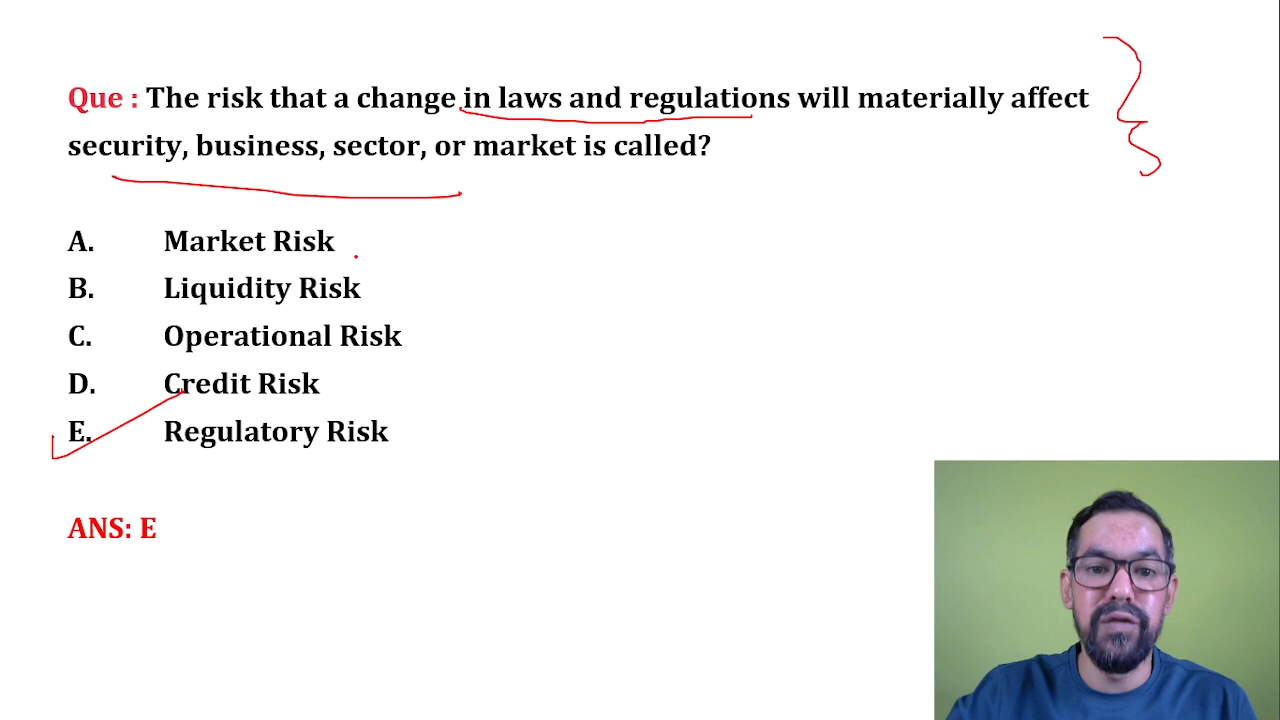 Que : The risk that a change in laws and regulations will materially affect
security, business, sector, or market is called?
A. Market Risk
B. Liquidity Risk
C. Operational Risk
D. Credit Risk
E. Regulatory Risk
ANS: E